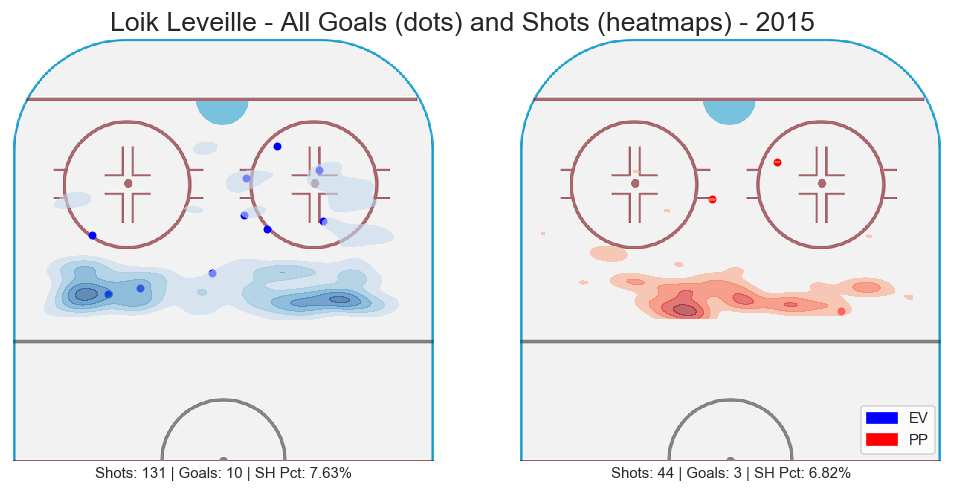 Loik Leveille - All Goals (dots) and Shots (heatmaps) - 2015
EV
PP
Shots: 131 | Goals: 10 | SH Pct: 7.63%
Shots: 44 | Goals: 3 | SH Pct: 6.82%